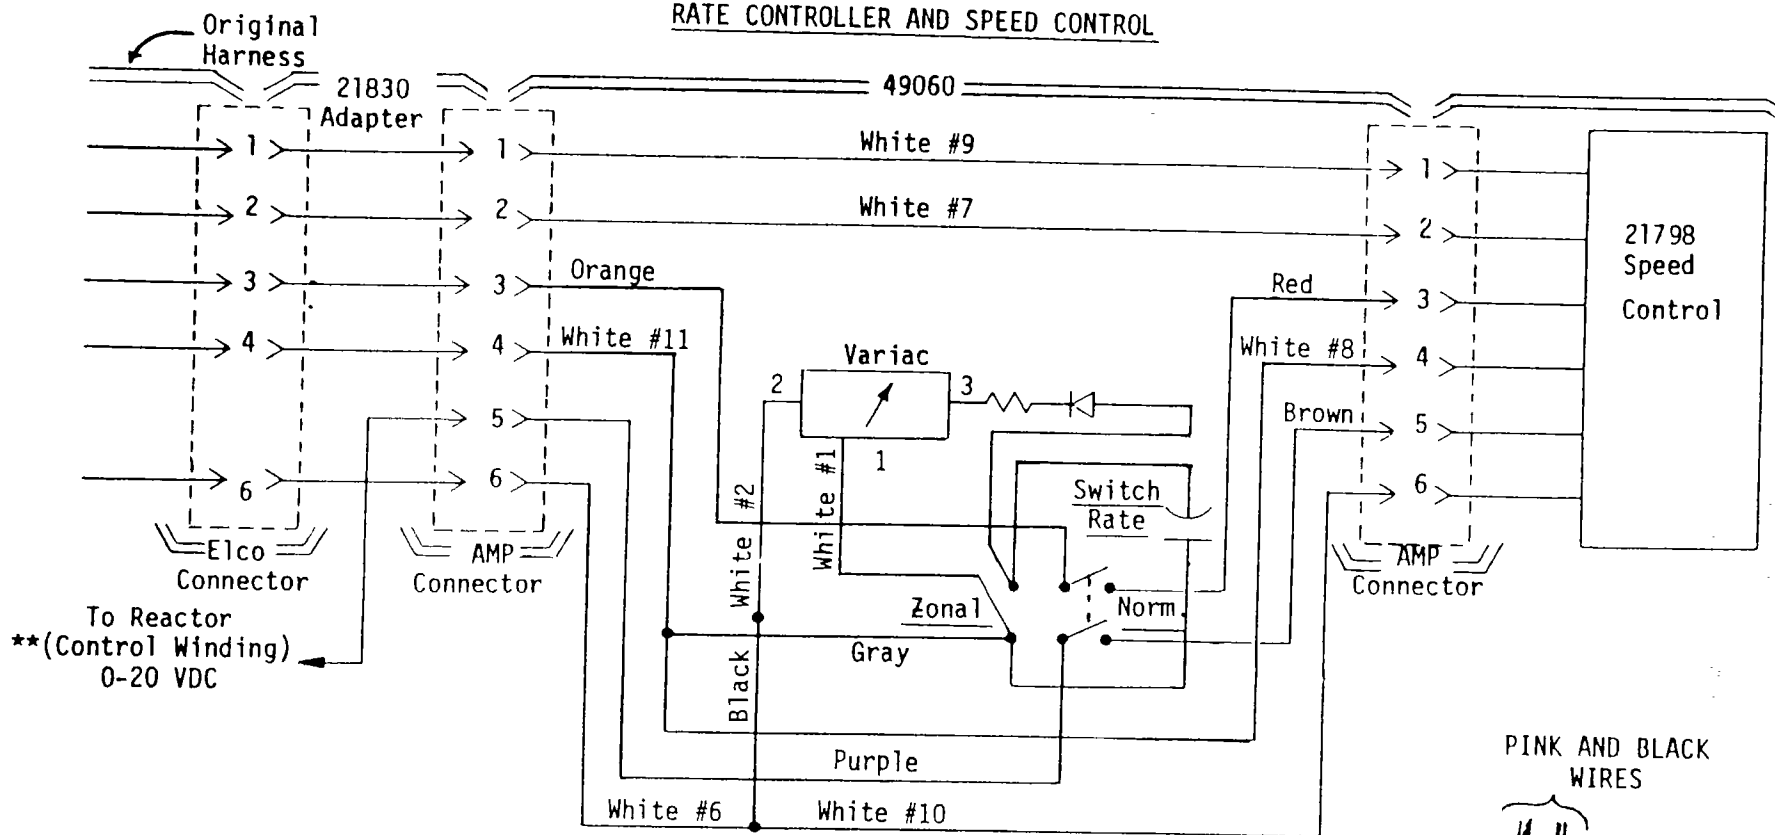 RATE CONTROLLER AND SPEED CONTROL
Original
Harness
21830
Adapter
49060
1
1
White #9
1
2
2
White #7
2
21798
Speed
Control
3
3
Orange
Red
3
4
4
White #11
Variac
White #8
4
2
3
5
Brown
5
1
6
6
6
White #2
White #1
Switch
Rate
Elco
Connector
AMP
Connector
AMP
Connector
Zonal
Norm.
To Reactor
**(Control Winding)
0-20 VDC
Gray
Black
Purple
PINK AND BLACK
WIRES
White #6
White #10